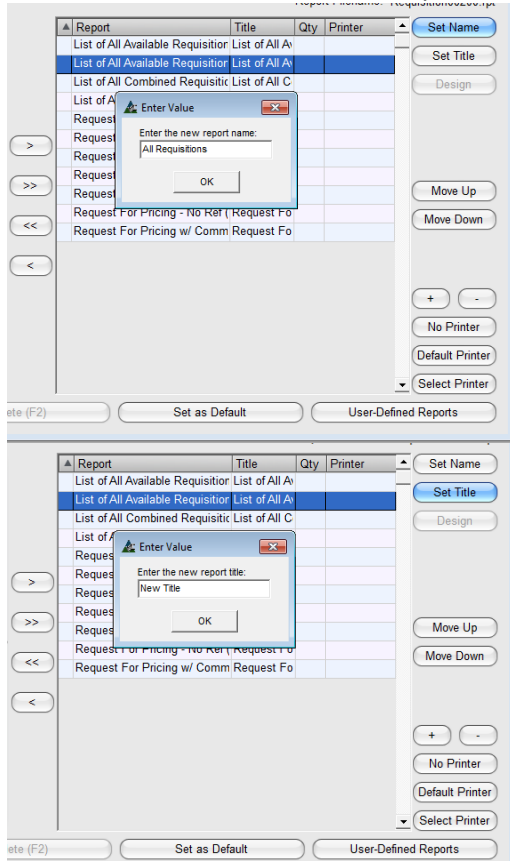 Report Filename: Requisition00200.rpt
Report Title Qty Printer
Set Name
List of All Available Requisition List of All Av
List of All Available Requisition List of All Av
Set Title
List of All Combined Requisitic List of All C
Design
List of A
Enter Value
Request
Enter the new report name:
Request
All Requisitions
>
Request
Request
OK
>>
Request
Move Up
Request For Pricing - No Ref ( Request Fo
Move Down
<<
Request For Pricing w/ Comm Request Fo
<
+ -
No Printer
Default Printer
Select Printer
ete (F2) Set as Default User-Defined Reports
Report Title Qty Printer
Set Name
List of All Available Requisition List of All Av
List of All Available Requisition List of All Av
Set Title
List of All Combined Requisitic List of All C
Design
List of A
Enter Value
Reques
Enter the new report title:
Reques
New Title
>
Reques
Reques
OK
>>
Reques
Move Up
Request For Pricing - No Ref ( Request Fo
Move Down
<<
Request For Pricing w/ Comm Request Fo
<
+ -
No Printer
Default Printer
Select Printer
ete (F2) Set as Default User-Defined Reports